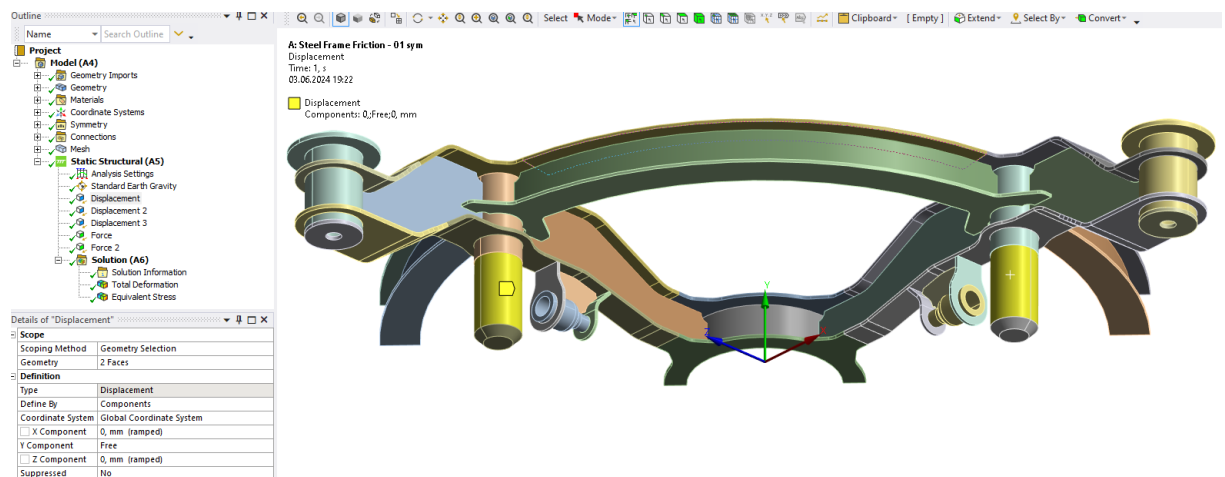 Outline
Name
Search Outline
Project
Model (A4)
Geometry Imports
Geometry
Materials
Coordinate Systems
Symmetry
Connections
Mesh
Static Structural (A5)
Analysis Settings
Standard Earth Gravity
Displacement
Displacement 2
Displacement 3
Force
Force 2
Solution (A6)
Solution Information
Total Deformation
Equivalent Stress
Details of "Displacement"
Scope
Scoping Method Geometry Selection
Geometry 2 Faces
Definition
Type Displacement
Define By Components
Coordinate System Global Coordinate System
X Component 0, mm (ramped)
Y Component Free
Z Component 0, mm (ramped)
Suppressed No
Select Mode Clipboard [ Empty ] Extend Select By Convert
A: Steel Frame Friction - 01 sym
Displacement
Time: 1, s
03.06.2024 19:22
Displacement
Components: 0,;Free;0, mm
Y
Z